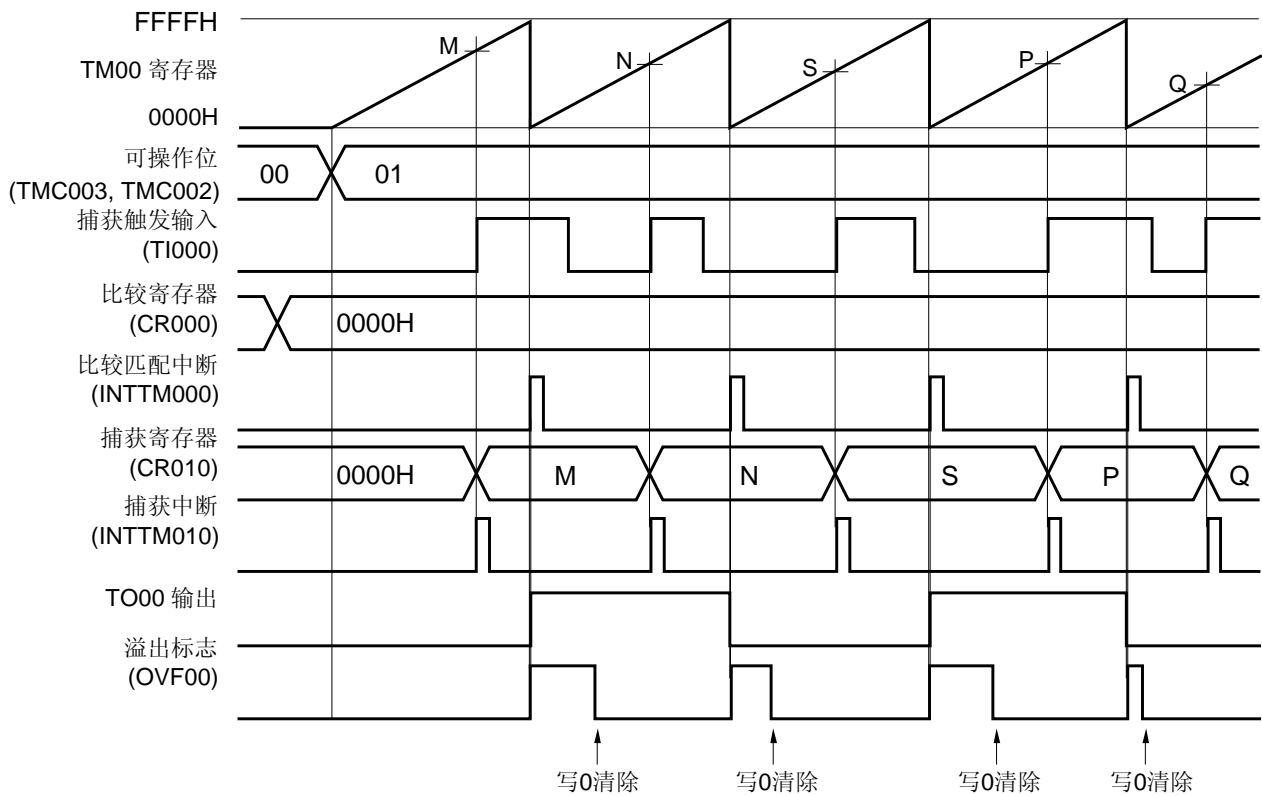 FFFFH
TM00 寄存器
0000H
M
N
S
P
Q
可操作位
(TMC003, TMC002)
00
01
捕获触发输入
(TI000)
比较寄存器
(CR000)
0000H
比较匹配中断
(INTTM000)
捕获寄存器
(CR010)
0000H
M
N
S
P
Q
捕获中断
(INTTM010)
TO00 输出
溢出标志
(OVF00)
写0清除
写0清除
写0清除
写0清除